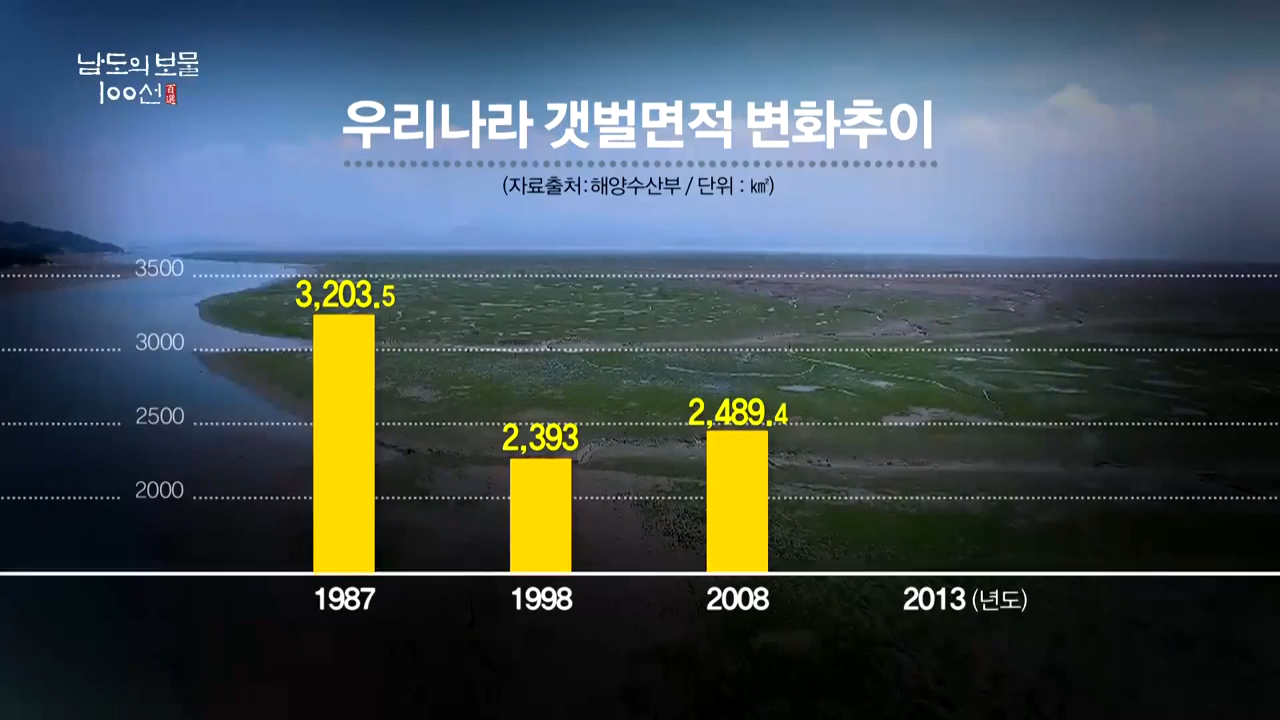 남도의 보물
100선 百選
우리나라 갯벌면적 변화추이
(자료출처:해양수산부 / 단위 : ㎢)
3500
3,203.5
3000
2500
2,489.4
2,393
2000
1987 1998 2008 2013 (년도)